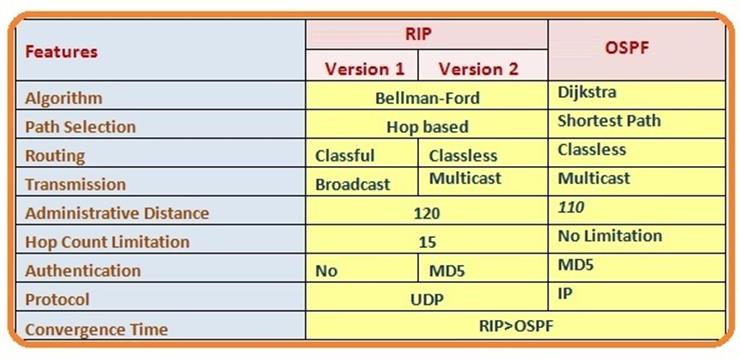 Features RIP OSPF
Version 1 Version 2
Algorithm Bellman-Ford Dijkstra
Path Selection Hop based Shortest Path
Routing Classful Classless Classless
Transmission Broadcast Multicast Multicast
Administrative Distance 120 110
Hop Count Limitation 15 No Limitation
Authentication No MD5 MD5
Protocol UDP IP
Convergence Time RIP>OSPF